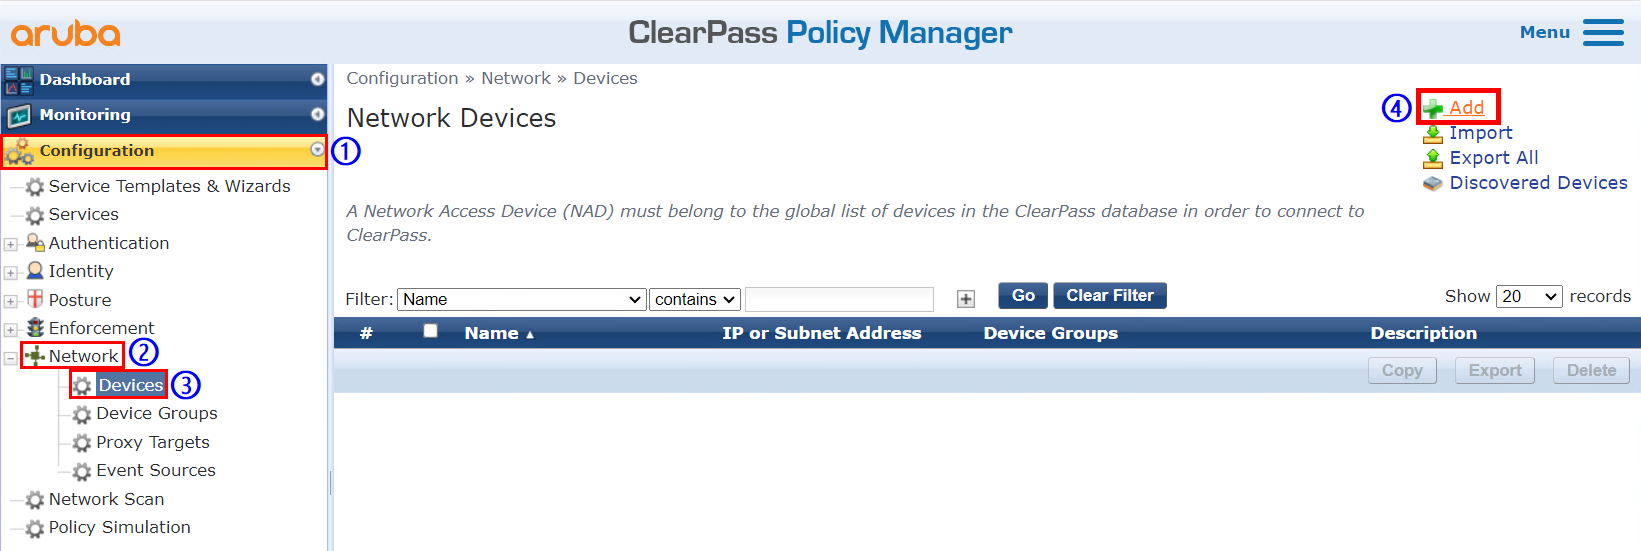 aruba
ClearPass Policy Manager
Menu
Dashboard
Monitoring
Configuration
1
Service Templates & Wizards
Services
Authentication
Identity
Posture
Enforcement
Network
2
Devices
3
Device Groups
Proxy Targets
Event Sources
Network Scan
Policy Simulation
Configuration » Network » Devices
Network Devices
4
Add
Import
Export All
Discovered Devices
A Network Access Device (NAD) must belong to the global list of devices in the ClearPass database in order to connect to
ClearPass.
Filter: Name contains + Go Clear Filter Show 20 records
# Name ▲ IP or Subnet Address Device Groups Description
Copy Export Delete